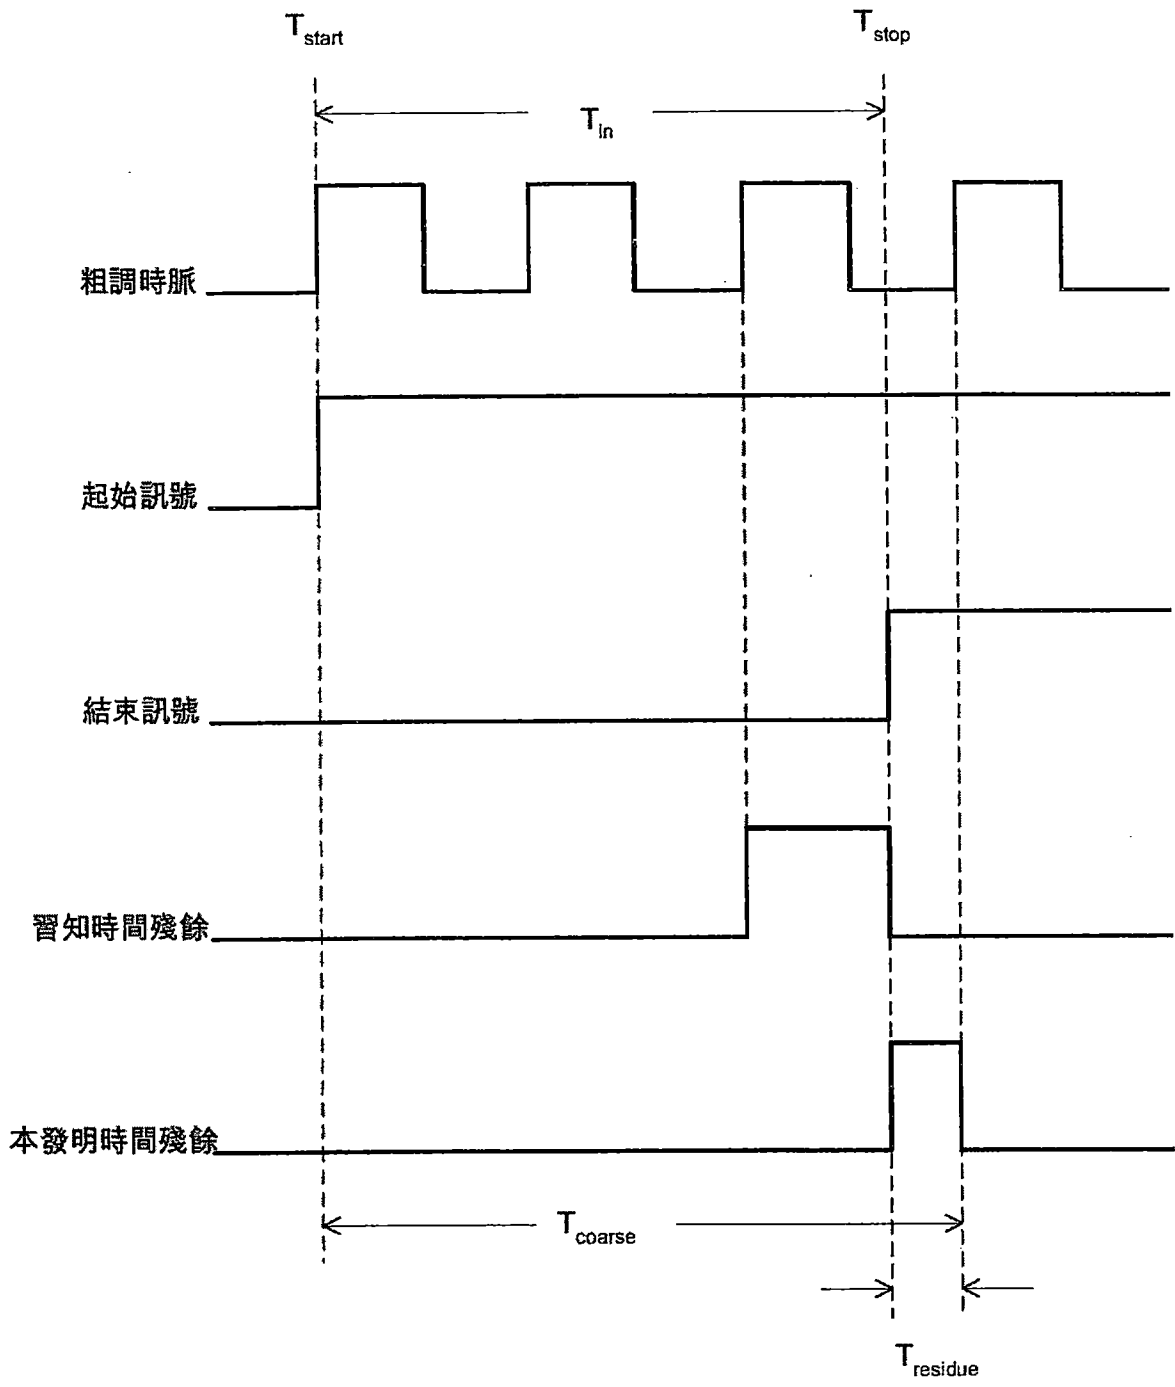 Tstart
Tstop
Tin
粗調時脈
起始訊號
結束訊號
習知時間殘餘
本發明時間殘餘
Tcoarse
Tresidue